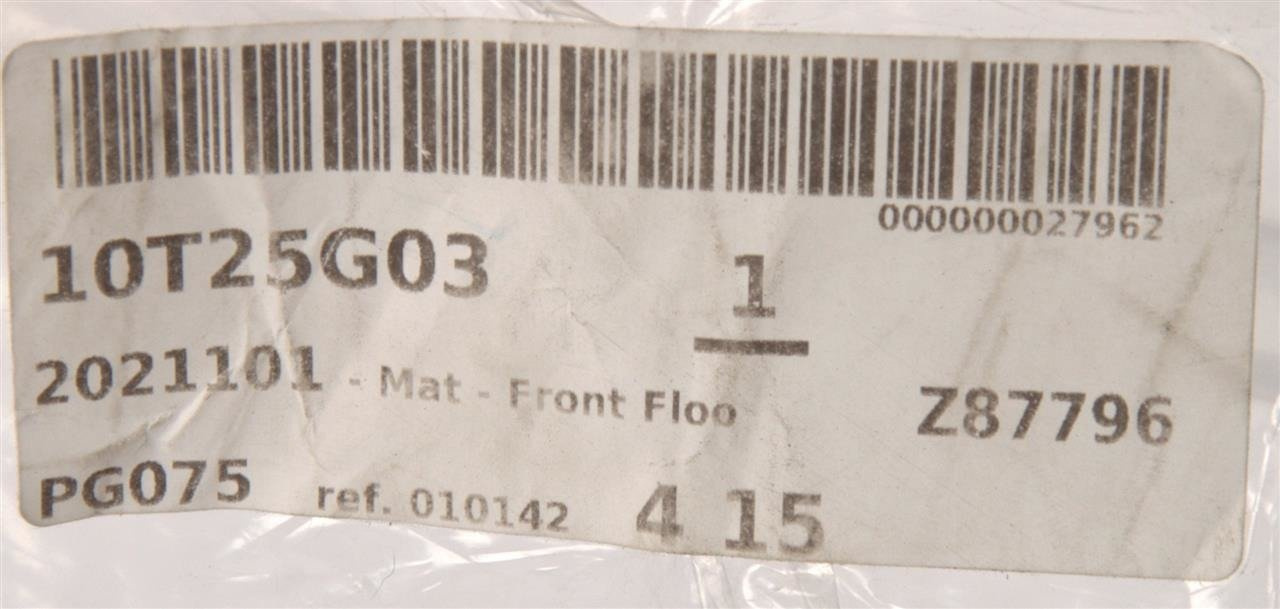 000000027962
10T25G03
1
2021101 - Mat - Front Floo
Z87796
PG075 ref. 010142 4 15